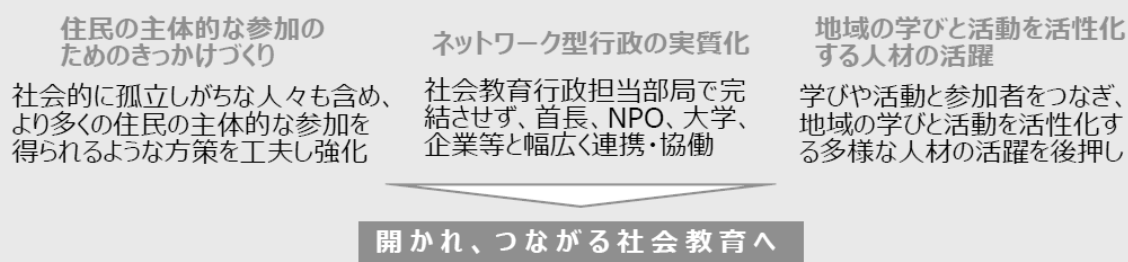 住民の主体的な参加の
ためのきっかけづくり
社会的に孤立しがちな人々も含め、
より多くの住民の主体的な参加を
得られるような方策を工夫し強化
ネットワーク型行政の実質化
社会教育行政担当部局で完
結させず、首長、NPO、大学、
企業等と幅広く連携・協働
地域の学びと活動を活性化
する人材の活躍
学びや活動と参加者をつなぎ、
地域の学びと活動を活性化す
る多様な人材の活躍を後押し
開かれ、つながる社会教育へ